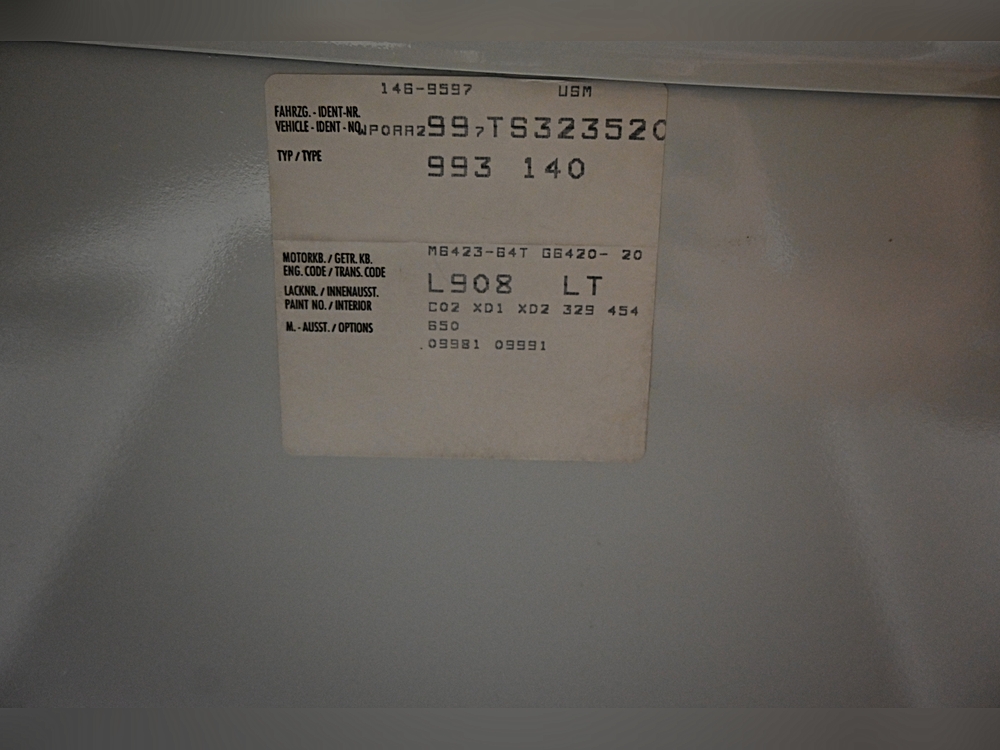 146-9597 USM
FAHRZG. - IDENT-NR.
VEHICLE - IDENT - NO. WP0AA2997TS323520
TYP / TYPE 993 140
MOTORKB. / GETR. KB. M6423-64T G6420- 20
ENG. CODE / TRANS. CODE
LACKNR. / INNENAUSST. L908 LT
PAINT NO. / INTERIOR C02 XD1 XD2 329 454
M. - AUSST. / OPTIONS 650
.09981 09991